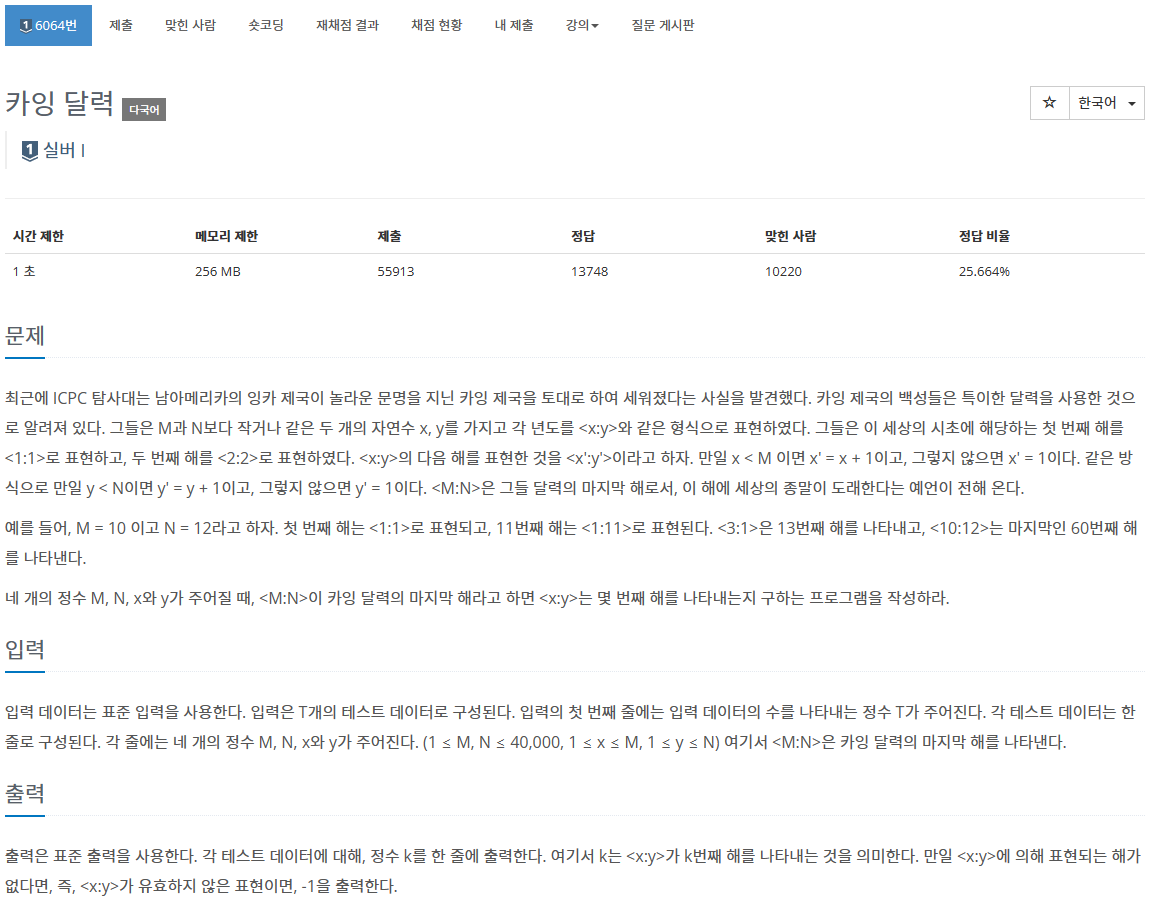 1 6064번 제출 맞힌 사람 숏코딩 재채점 결과 채점 현황 내 제출 강의 질문 게시판
카잉 달력 다국어
☆ 한국어
1 실버 I
시간 제한 메모리 제한 제출 정답 맞힌 사람 정답 비율
1 초 256 MB 55913 13748 10220 25.664%
문제
최근에 ICPC 탐사대는 남아메리카의 잉카 제국이 놀라운 문명을 지닌 카잉 제국을 토대로 하여 세워졌다는 사실을 발견했다. 카잉 제국의 백성들은 특이한 달력을 사용한 것으
로 알려져 있다. 그들은 M과 N보다 작거나 같은 두 개의 자연수 x, y를 가지고 각 년도를 <x:y>와 같은 형식으로 표현하였다. 그들은 이 세상의 시초에 해당하는 첫 번째 해를
<1:1>로 표현하고, 두 번째 해를 <2:2>로 표현하였다. <x:y>의 다음 해를 표현한 것을 <x':y'>이라고 하자. 만일 x < M 이면 x' = x + 1이고, 그렇지 않으면 x' = 1이다. 같은 방
식으로 만일 y < N이면 y' = y + 1이고, 그렇지 않으면 y' = 1이다. <M:N>은 그들 달력의 마지막 해로서, 이 해에 세상의 종말이 도래한다는 예언이 전해 온다.
예를 들어, M = 10 이고 N = 12라고 하자. 첫 번째 해는 <1:1>로 표현되고, 11번째 해는 <1:11>로 표현된다. <3:1>은 13번째 해를 나타내고, <10:12>는 마지막인 60번째 해
를 나타낸다.
네 개의 정수 M, N, x와 y가 주어질 때, <M:N>이 카잉 달력의 마지막 해라고 하면 <x:y>는 몇 번째 해를 나타내는지 구하는 프로그램을 작성하라.
입력
입력 데이터는 표준 입력을 사용한다. 입력은 T개의 테스트 데이터로 구성된다. 입력의 첫 번째 줄에는 입력 데이터의 수를 나타내는 정수 T가 주어진다. 각 테스트 데이터는 한
줄로 구성된다. 각 줄에는 네 개의 정수 M, N, x와 y가 주어진다. (1 ≤ M, N ≤ 40,000, 1 ≤ x ≤ M, 1 ≤ y ≤ N) 여기서 <M:N>은 카잉 달력의 마지막 해를 나타낸다.
출력
출력은 표준 출력을 사용한다. 각 테스트 데이터에 대해, 정수 k를 한 줄에 출력한다. 여기서 k는 <x:y>가 k번째 해를 나타내는 것을 의미한다. 만일 <x:y>에 의해 표현되는 해가
없다면, 즉, <x:y>가 유효하지 않은 표현이면, -1을 출력한다.